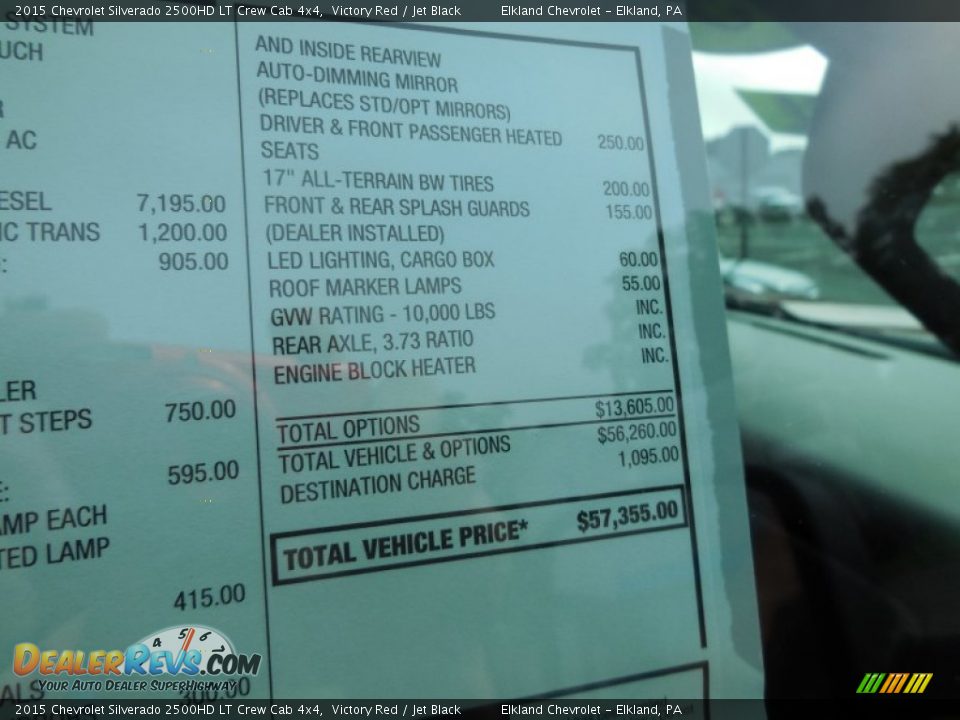 2015 Chevrolet Silverado 2500HD LT Crew Cab 4x4, Victory Red / Jet Black Elkland Chevrolet - Elkland, PA
SYSTEM
UCH
R
AC
ESEL 7,195.00
IC TRANS 1,200.00
: 905.00
LER
T STEPS 750.00
595.00
E:
AMP EACH
TED LAMP
415.00
300.00
AND INSIDE REARVIEW
AUTO-DIMMING MIRROR
(REPLACES STD/OPT MIRRORS)
DRIVER & FRONT PASSENGER HEATED 250.00
SEATS
17" ALL-TERRAIN BW TIRES 200.00
FRONT & REAR SPLASH GUARDS 155.00
(DEALER INSTALLED)
LED LIGHTING, CARGO BOX 60.00
ROOF MARKER LAMPS 55.00
GVW RATING - 10,000 LBS INC.
REAR AXLE, 3.73 RATIO INC.
ENGINE BLOCK HEATER INC.
TOTAL OPTIONS $13,605.00
TOTAL VEHICLE & OPTIONS $56,260.00
DESTINATION CHARGE 1,095.00
TOTAL VEHICLE PRICE* $57,355.00
4 5 6
DEALERREVS.COM
YOUR AUTO DEALER SUPERHIGHWAY
2015 Chevrolet Silverado 2500HD LT Crew Cab 4x4, Victory Red / Jet Black Elkland Chevrolet - Elkland, PA